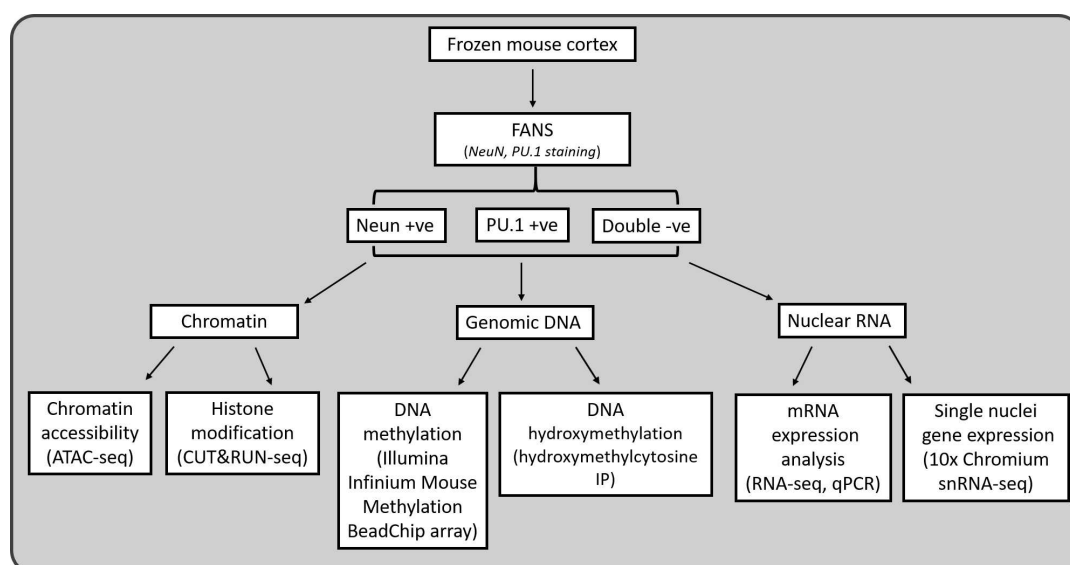 Frozen mouse cortex
FANS
(NeuN, PU.1 staining)
Neun +ve
PU.1 +ve
Double -ve
Chromatin
Genomic DNA
Nuclear RNA
Chromatin
accessibility
(ATAC-seq)
Histone
modification
(CUT&RUN-seq)
DNA
methylation
(Illumina
Infinium Mouse
Methylation
BeadChip array)
DNA
hydroxymethylation
(hydroxymethylcytosine
IP)
mRNA
expression
analysis
(RNA-seq, qPCR)
Single nuclei
gene expression
(10x Chromium
snRNA-seq)